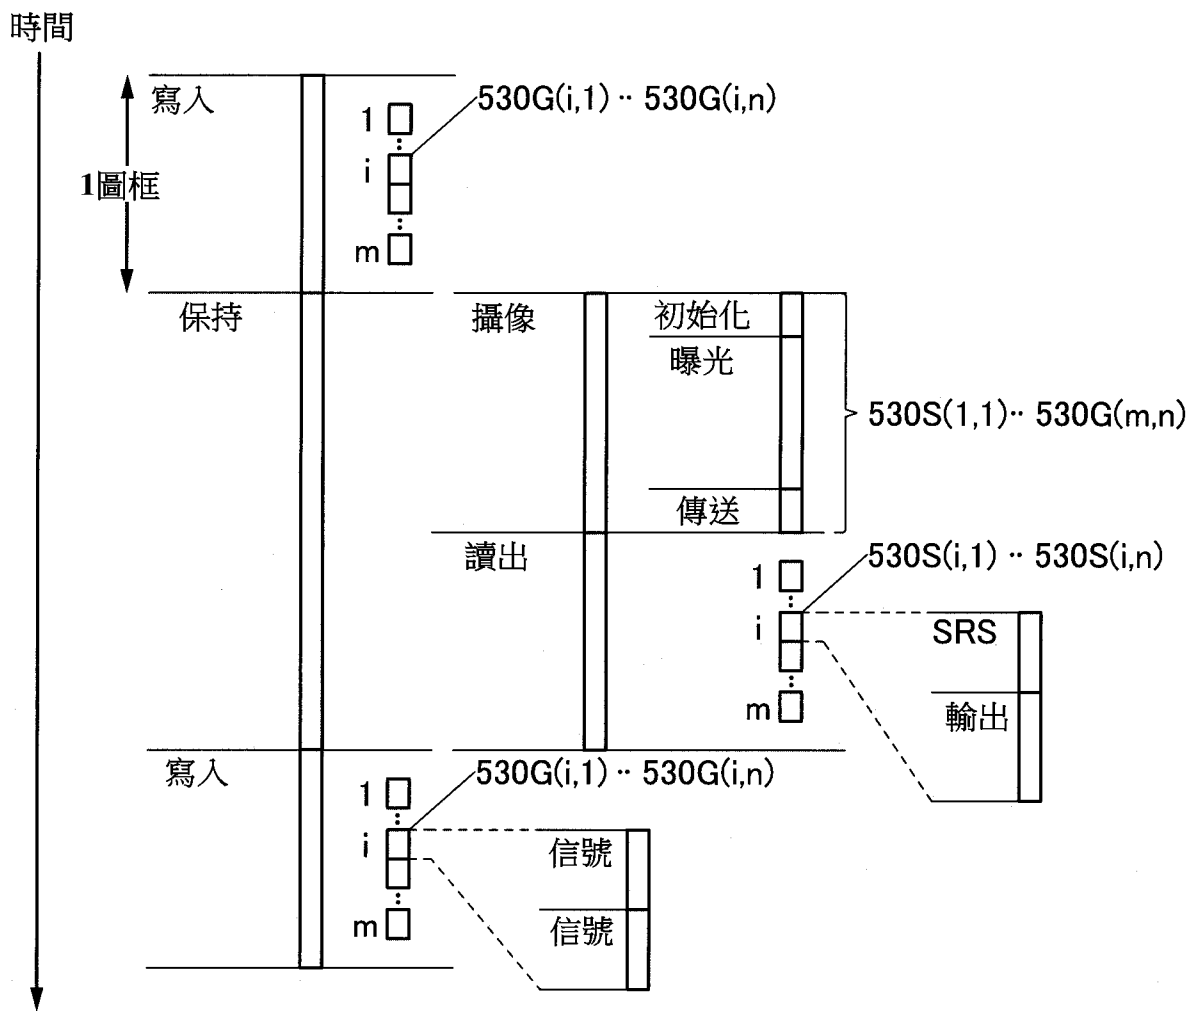 時間
寫入
530G(i,1) ‥ 530G(i,n)
1
i
1圖框
m
保持
攝像
初始化
曝光
530S(1,1)‥ 530G(m,n)
傳送
讀出
530S(i,1) ‥ 530S(i,n)
1
i
SRS
m
輸出
寫入
530G(i,1) ‥ 530G(i,n)
1
i
信號
m
信號